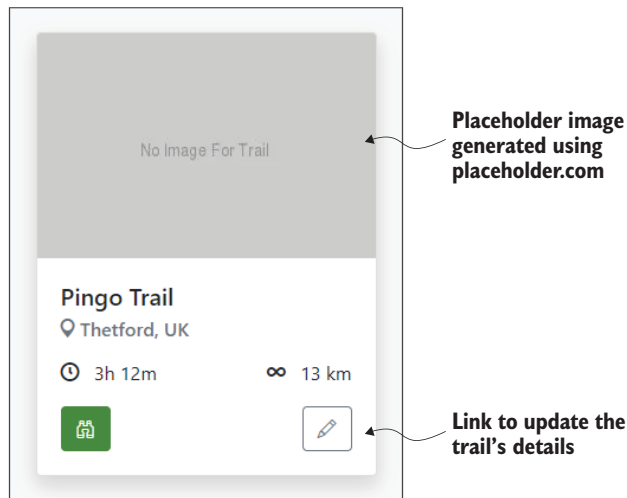 No Image For Trail
Placeholder image
generated using
placeholder.com
Pingo Trail
Thetford, UK
3h 12m
13 km
Link to update the
trail's details